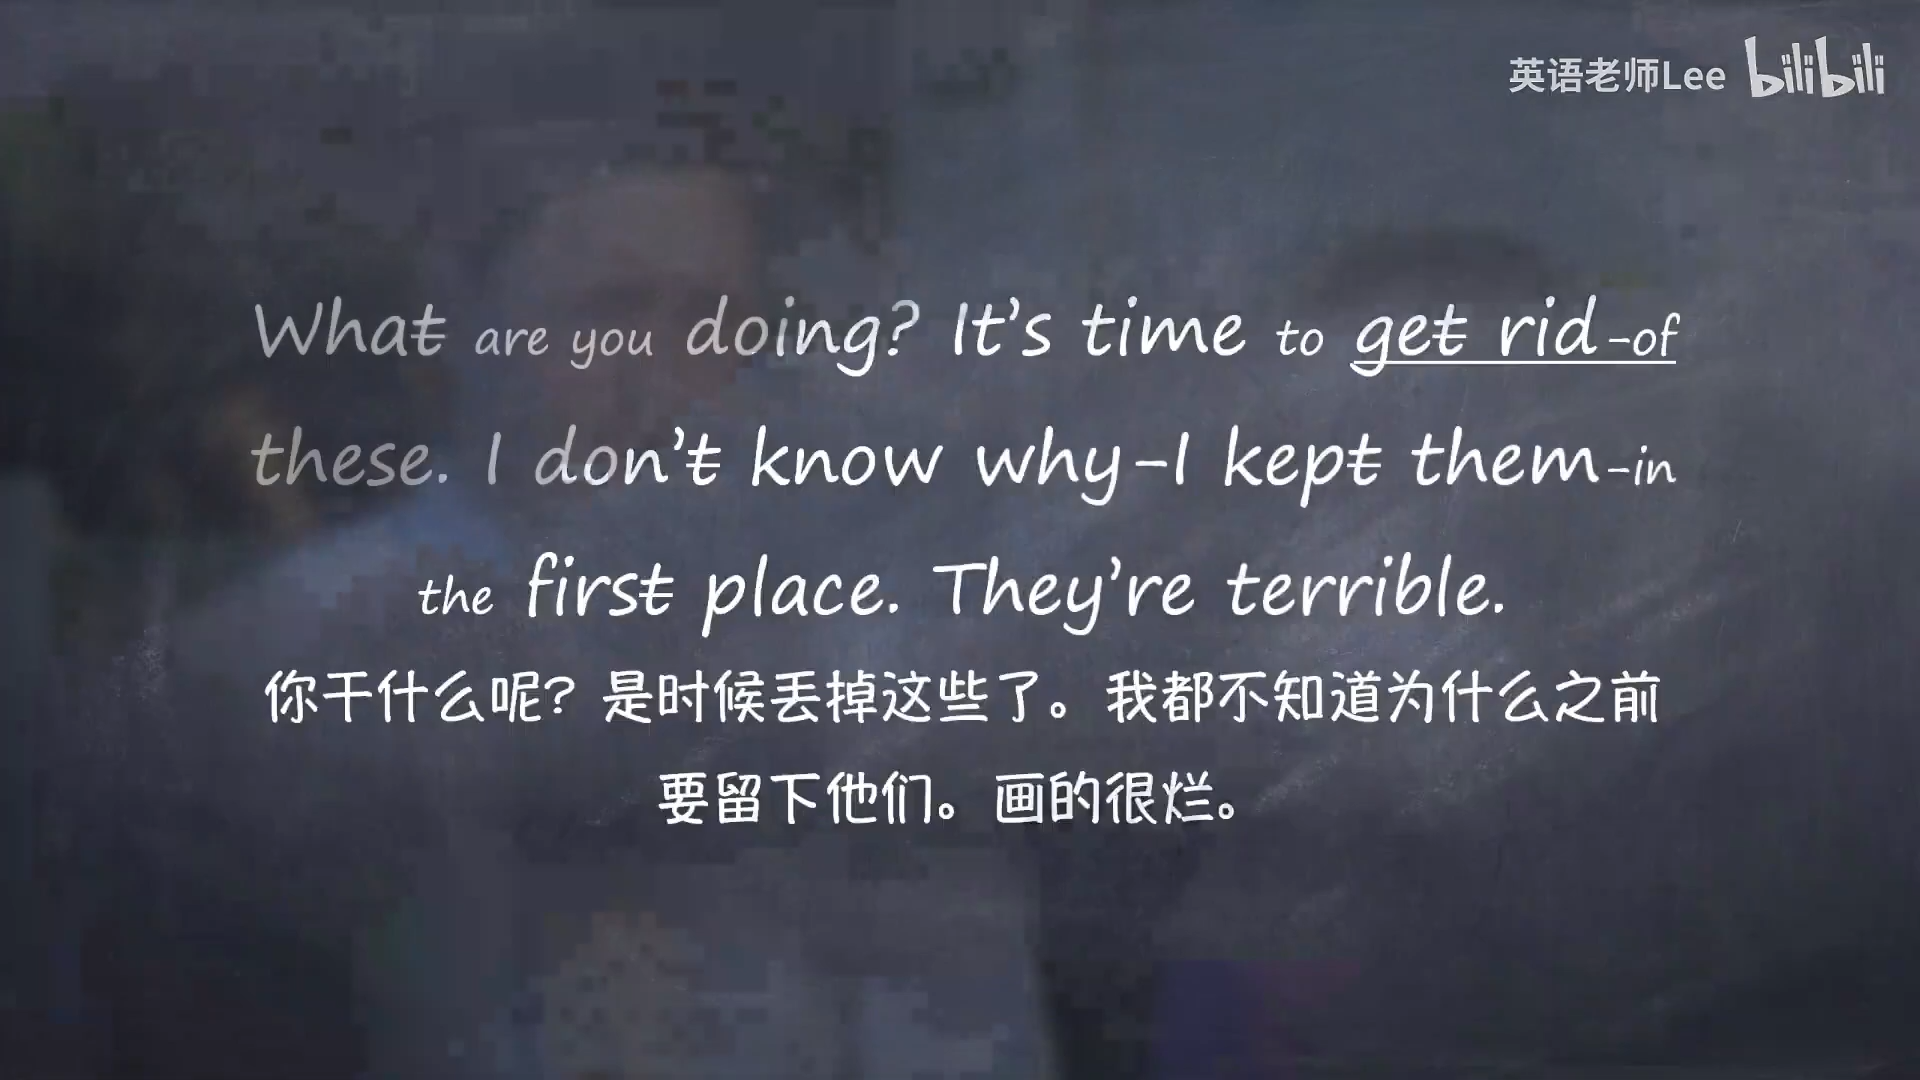 英语老师Lee bilibili
What are you doing? It's time to get rid-of
these. I don't know why-I kept them-in
the first place. They're terrible.
你干什么呢？是时候丢掉这些了。我都不知道为什么之前
要留下他们。画的很烂。